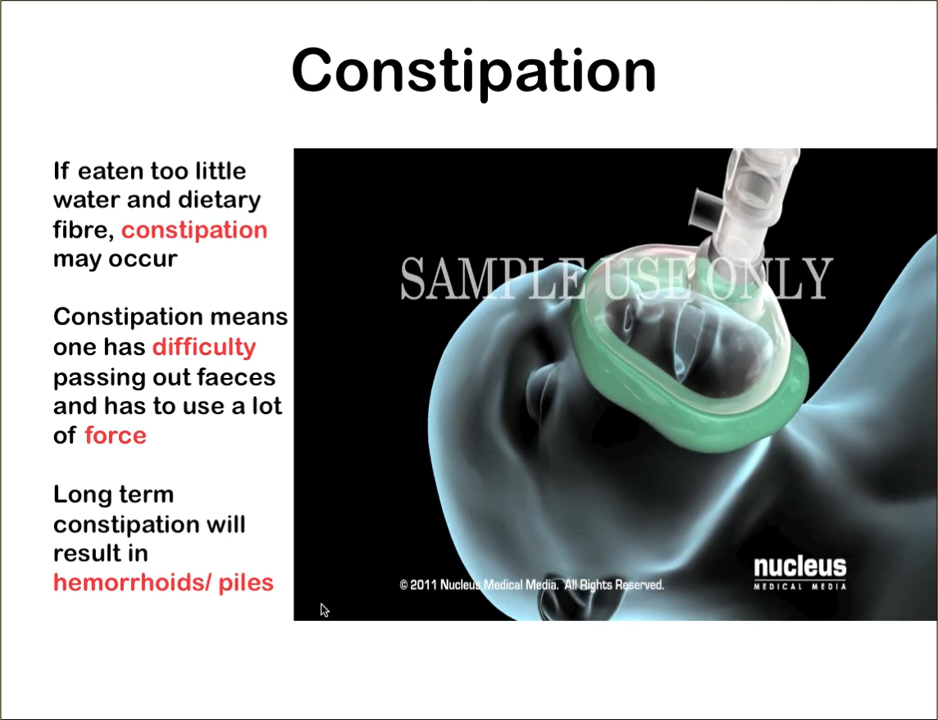 Constipation
If eaten too little
water and dietary
fibre, constipation
may occur
Constipation means
one has difficulty
passing out faeces
and has to use a lot
of force
Long term
constipation will
result in
hemorrhoids/ piles
SAMPLE USE ONLY
© 2011 Nucleus Medical Media. All Rights Reserved.
nucleus
MEDICAL MEDIA